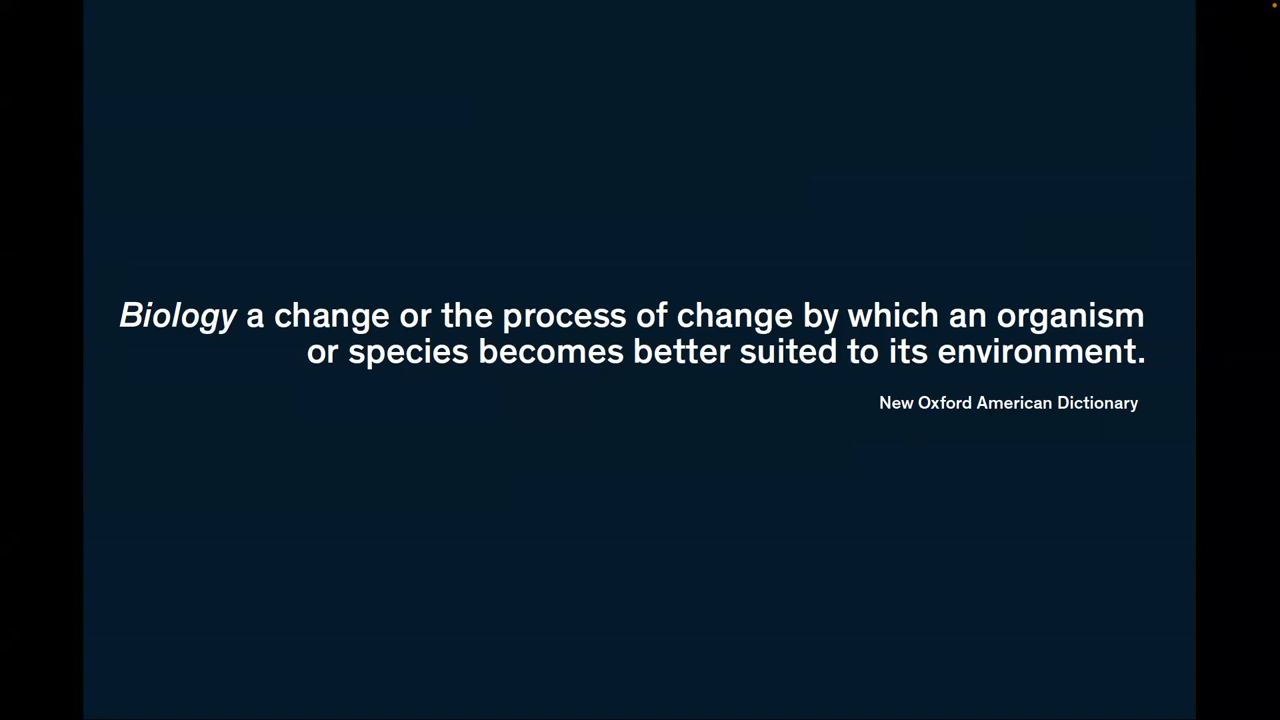 Biology a change or the process of change by which an organism
or species becomes better suited to its environment.
New Oxford American Dictionary